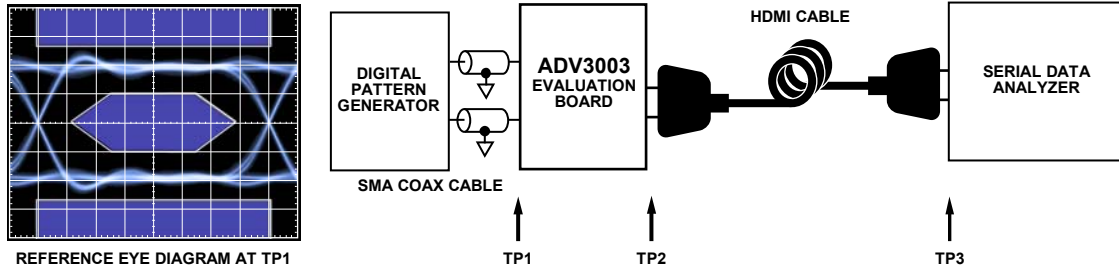 REFERENCE EYE DIAGRAM AT TP1
DIGITAL
PATTERN
GENERATOR
SMA COAX CABLE
ADV3003
EVALUATION
BOARD
HDMI CABLE
SERIAL DATA
ANALYZER
TP1
TP2
TP3